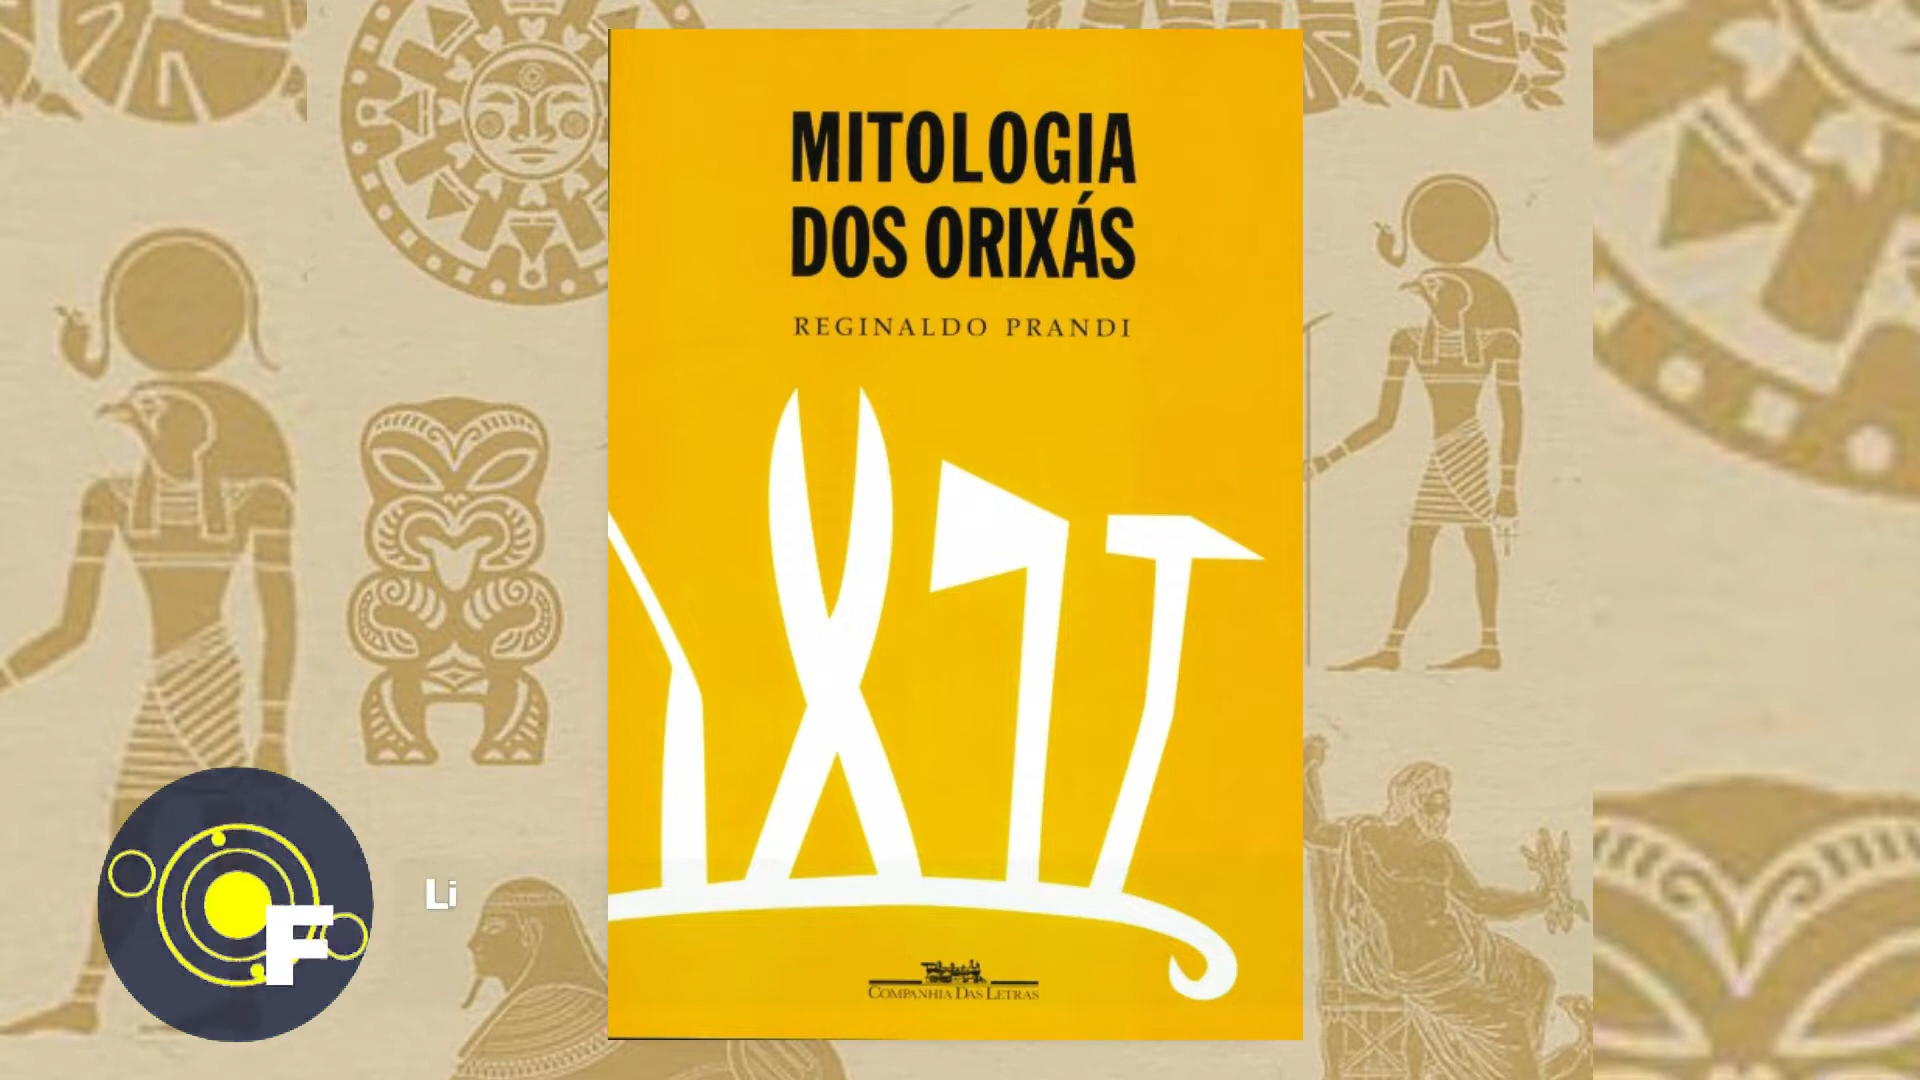 MITOLOGIA
DOS ORIXÁS
REGINALDO PRANDI
COMPANHIA DAS LETRAS
F
Li